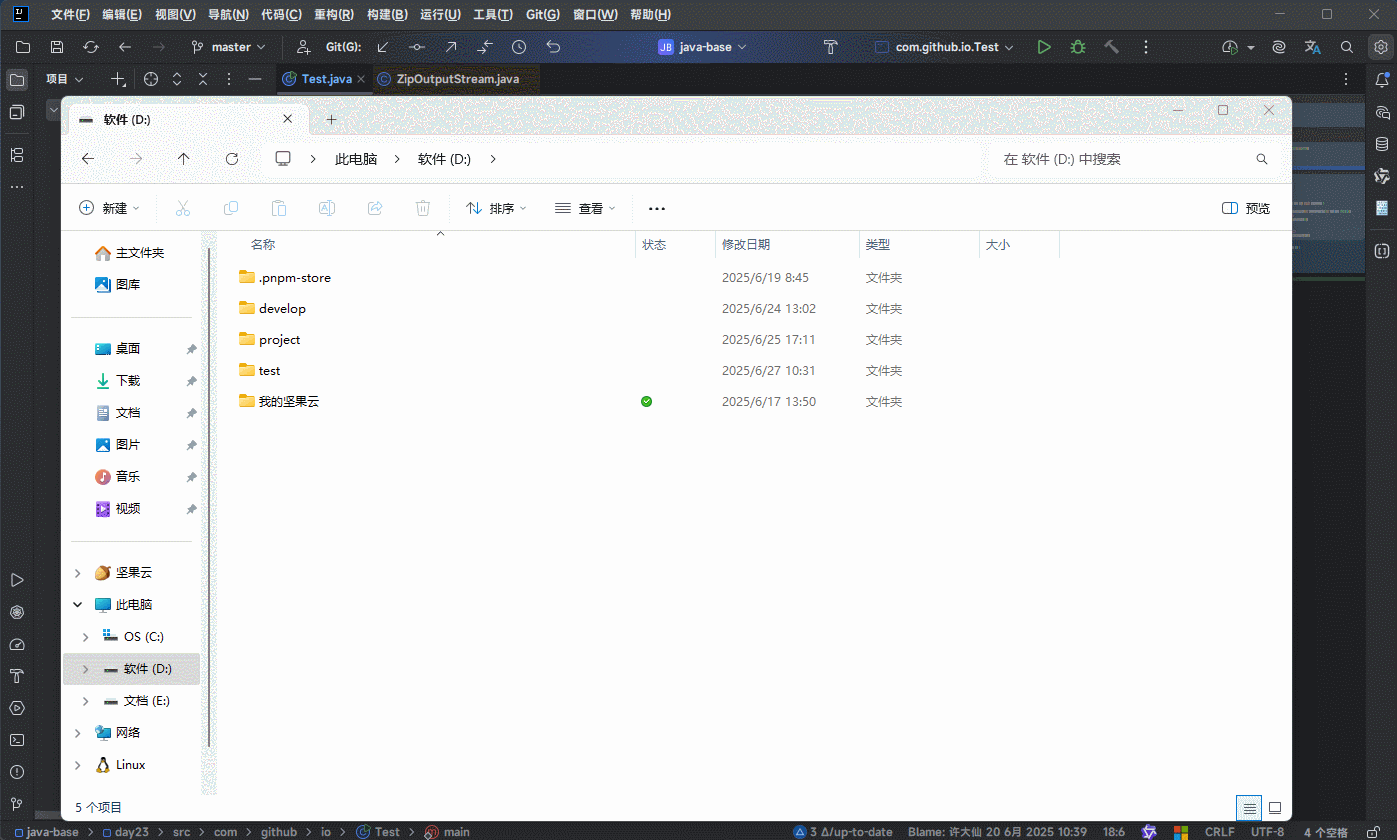 文件(F) 编辑(E) 视图(V) 导航(N) 代码(C) 重构(R) 构建(B) 运行(U) 工具(T) Git(G) 窗口(W) 帮助(H)
master Git(G): JB java-base com.github.io.Test
项目 Test.java ZipOutputStream.java
软件 (D:)
此电脑 软件 (D:) 在 软件 (D:) 中搜索
新建 排序 查看 预览
名称 状态 修改日期 类型 大小
.pnpm-store 2025/6/19 8:45 文件夹
develop 2025/6/24 13:02 文件夹
project 2025/6/25 17:11 文件夹
test 2025/6/27 10:31 文件夹
我的坚果云 2025/6/17 13:50 文件夹
主文件夹
图库
桌面
下载
文档
图片
音乐
视频
坚果云
此电脑
OS (C:)
软件 (D:)
文档 (E:)
网络
Linux
5 个项目
java-base day23 src com github io Test main 3 Δ/up-to-date Blame: 许大仙 20 6月 2025 10:39 18:6 CRLF UTF-8 4 个空格